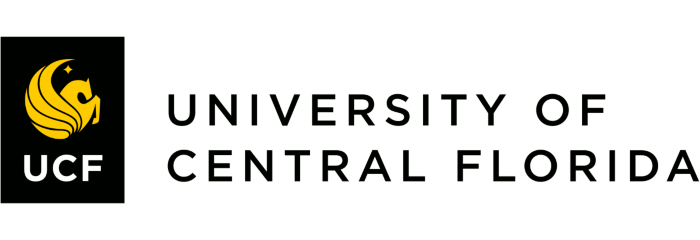 UCF
UNIVERSITY OF
CENTRAL FLORIDA